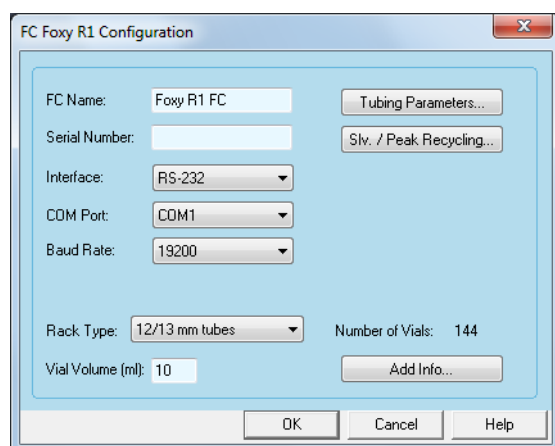 FC Foxy R1 Configuration
FC Name: Foxy R1 FC Tubing Parameters...
Serial Number: Slv. / Peak Recycling...
Interface: RS-232
COM Port: COM1
Baud Rate: 19200
Rack Type: 12/13 mm tubes Number of Vials: 144
Vial Volume (ml): 10 Add Info...
OK Cancel Help